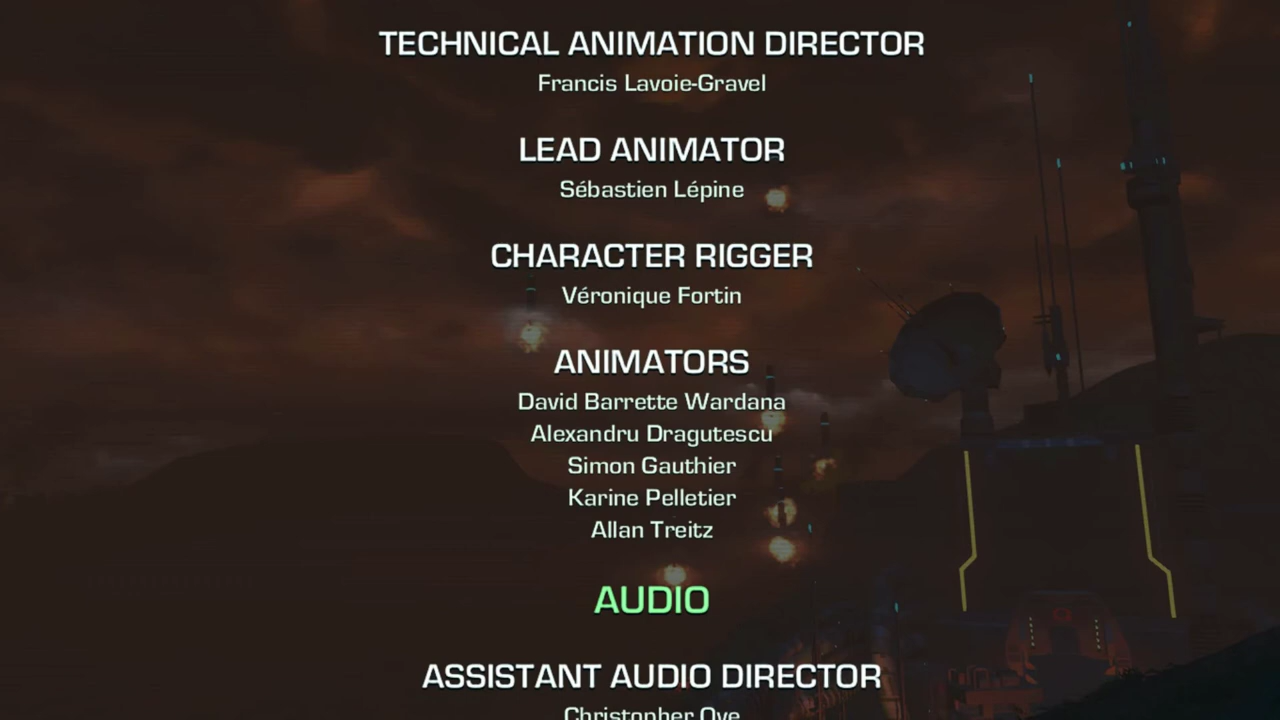 TECHNICAL ANIMATION DIRECTOR
Francis Lavoie-Gravel
LEAD ANIMATOR
Sébastien Lépine
CHARACTER RIGGER
Véronique Fortin
ANIMATORS
David Barrette Wardana
Alexandru Dragutescu
Simon Gauthier
Karine Pelletier
Allan Treitz
AUDIO
ASSISTANT AUDIO DIRECTOR
Christopher